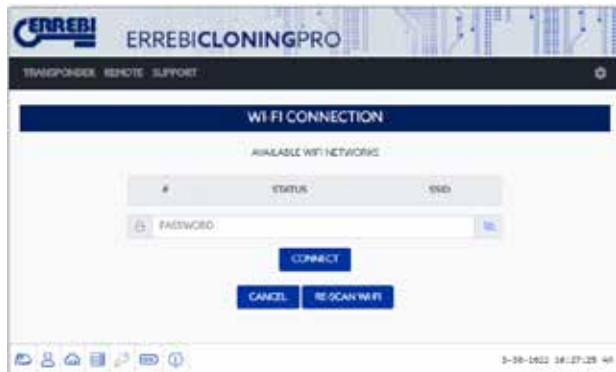 ERREBI
ERREBICLONINGPRO
TRANSPONDER REMOTE SUPPORT
WI-FI CONNECTION
AVAILABLE WIFI NETWORKS
# STATUS SSID
PASSWORD
CONNECT
CANCEL RE-SCAN WI-FI